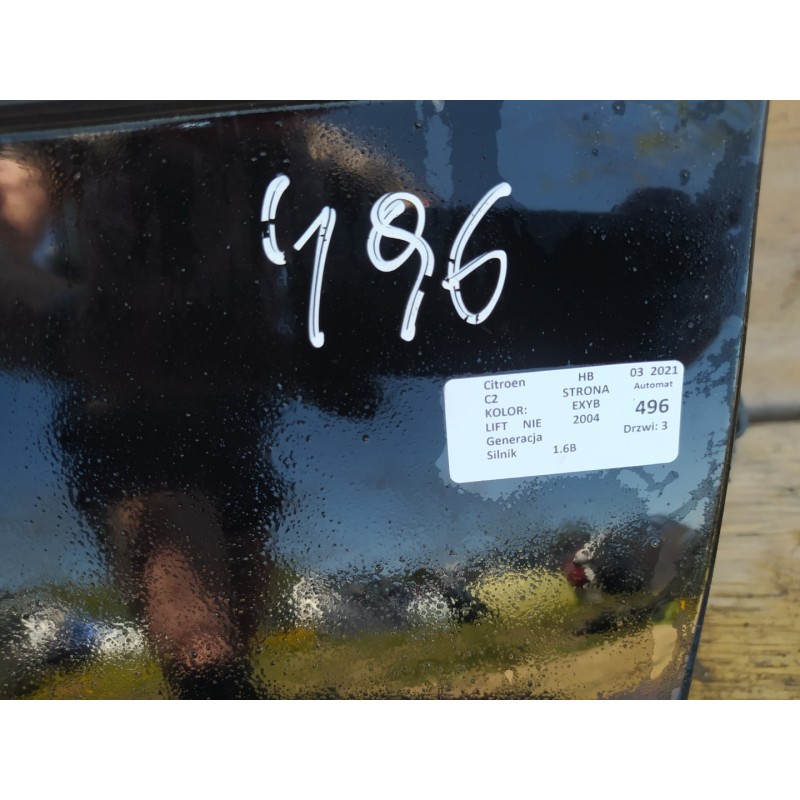 496
Citroen HB 03 2021
C2 STRONA Automat
KOLOR: EXYB 496
LIFT NIE 2004 Drzwi: 3
Generacja
Silnik 1.6B